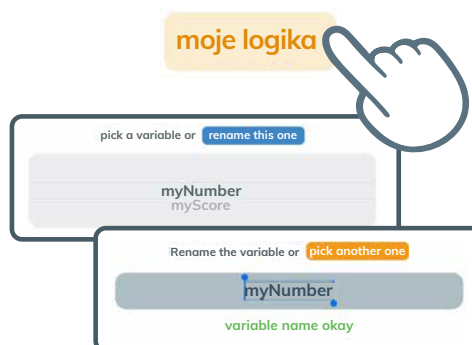 moje logika
pick a variable or rename this one
myNumber
myScore
Rename the variable or pick another one
myNumber
variable name okay